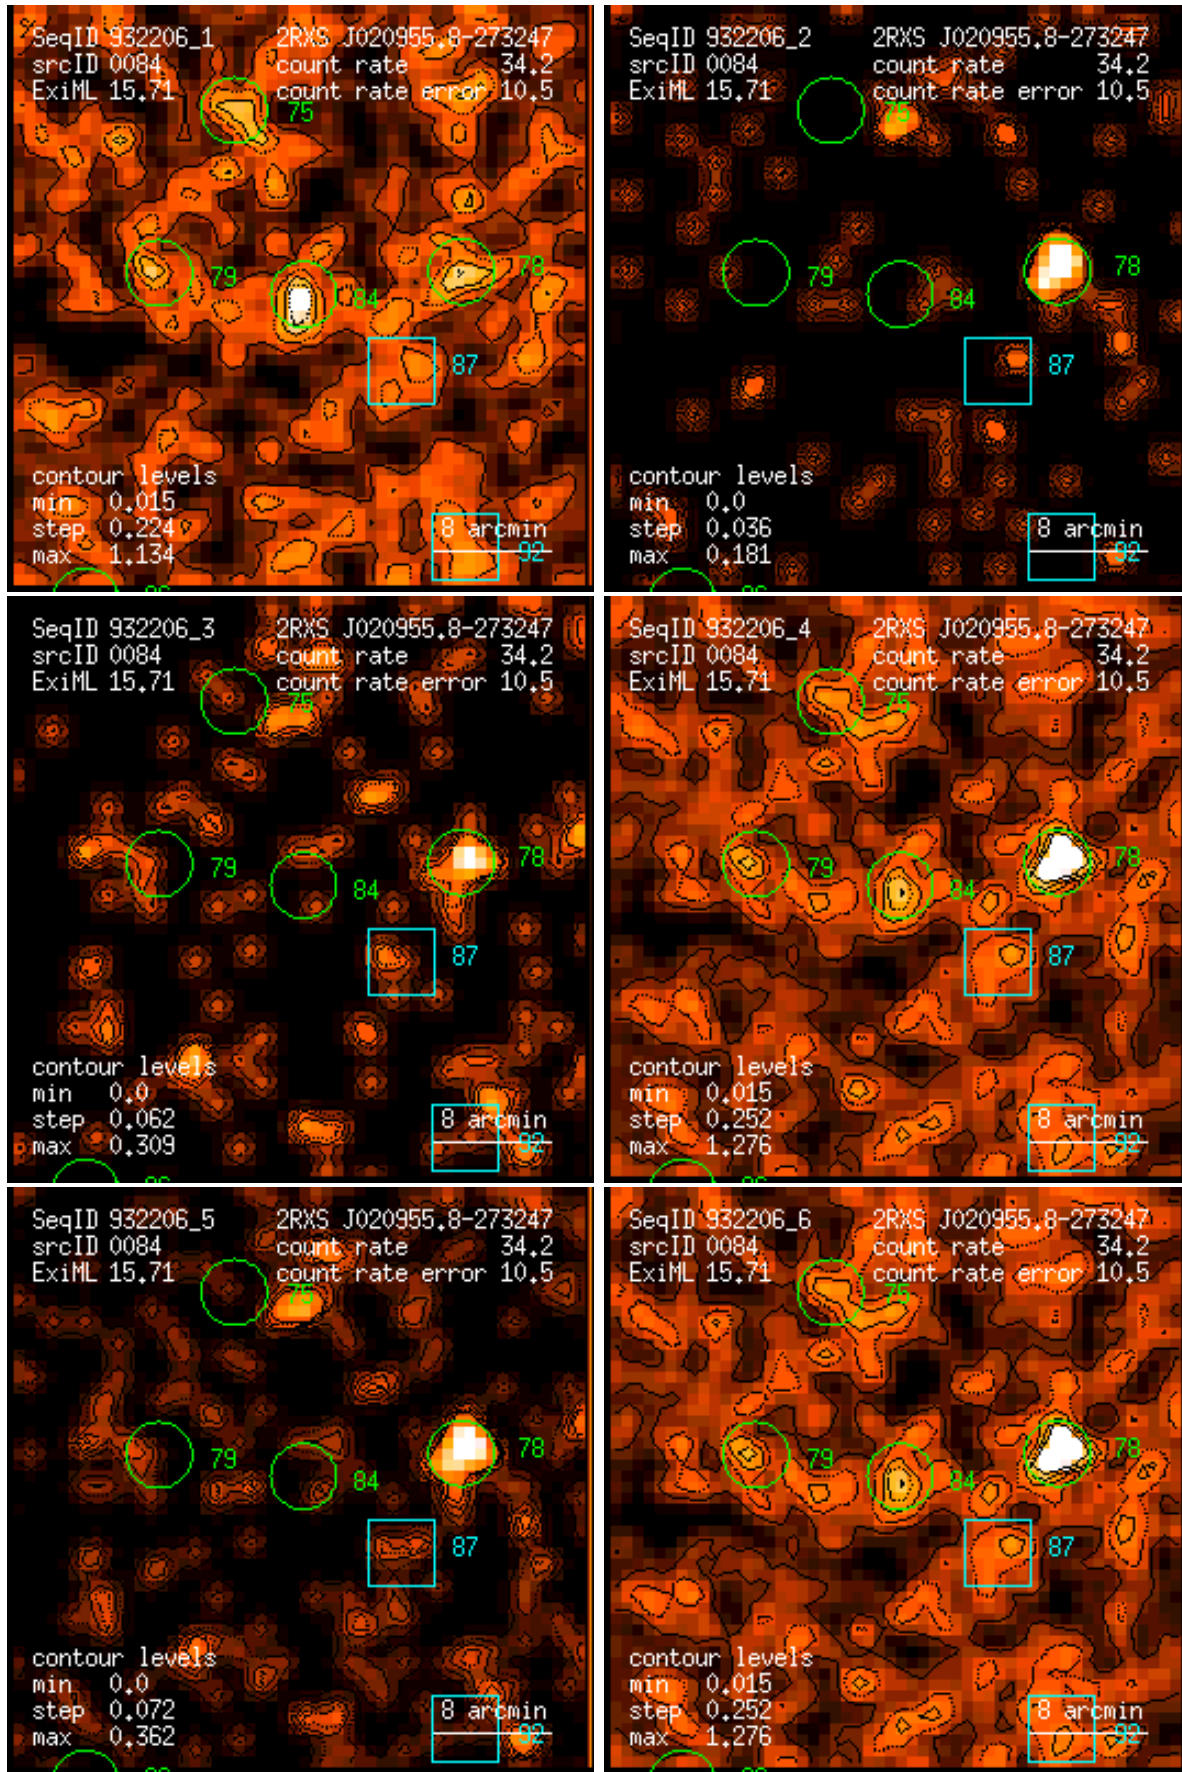 SeqID 932206_1 2RXS J020955.8-273247
srcID 0084 count rate 34.2
ExiML 15.71 count rate error 10.5
75
79
78
84
87
contour levels
min 0.015
step 0.224 8 arcmin
max 1.134 92
SeqID 932206_2 2RXS J020955.8-273247
srcID 0084 count rate 34.2
ExiML 15.71 count rate error 10.5
75
79
78
84
87
contour levels
min 0.0
step 0.036 8 arcmin
max 0.181 92
SeqID 932206_3 2RXS J020955.8-273247
srcID 0084 count rate 34.2
ExiML 15.71 count rate error 10.5
75
79
78
84
87
contour levels
min 0.0
step 0.062 8 arcmin
max 0.309 92
SeqID 932206_4 2RXS J020955.8-273247
srcID 0084 count rate 34.2
ExiML 15.71 count rate error 10.5
75
79
78
84
87
contour levels
min 0.015
step 0.252 8 arcmin
max 1.276 92
SeqID 932206_5 2RXS J020955.8-273247
srcID 0084 count rate 34.2
ExiML 15.71 count rate error 10.5
75
79
78
84
87
contour levels
min 0.0
step 0.072 8 arcmin
max 0.362 92
SeqID 932206_6 2RXS J020955.8-273247
srcID 0084 count rate 34.2
ExiML 15.71 count rate error 10.5
75
79
78
84
87
contour levels
min 0.015
step 0.252 8 arcmin
max 1.276 92